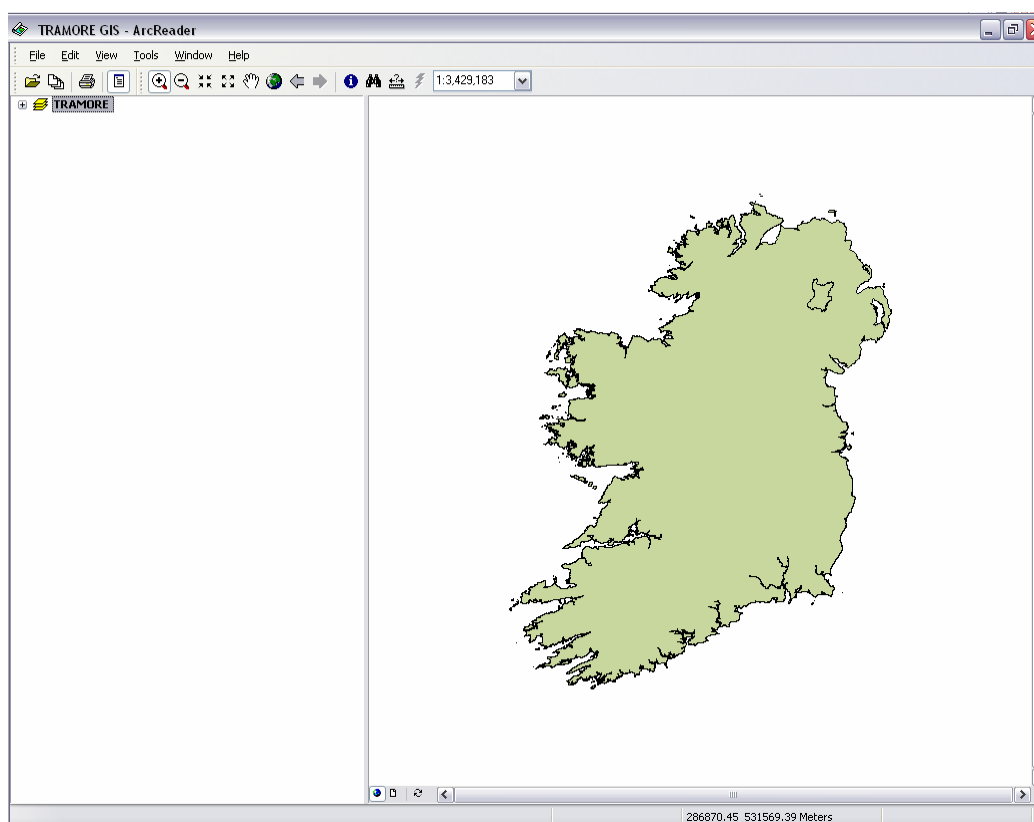 TRAMORE GIS - ArcReader
File Edit View Tools Window Help
1:3,429,183
TRAMORE
286870.45 531569.39 Meters